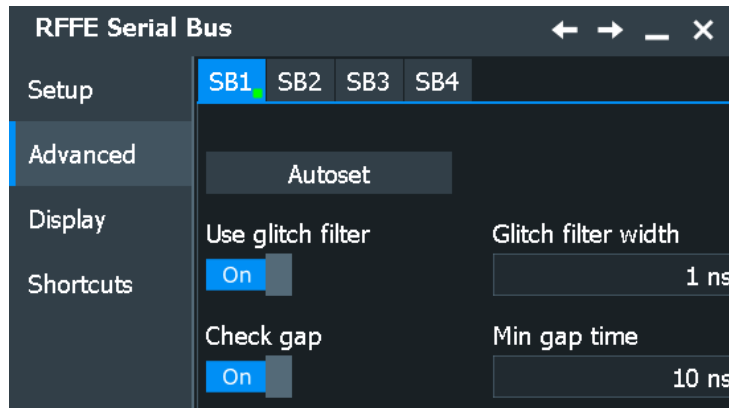 RFFE Serial Bus
Setup
Advanced
Display
Shortcuts
SB1 SB2 SB3 SB4
Autoset
Use glitch filter Glitch filter width
On 1 ns
Check gap Min gap time
On 10 ns